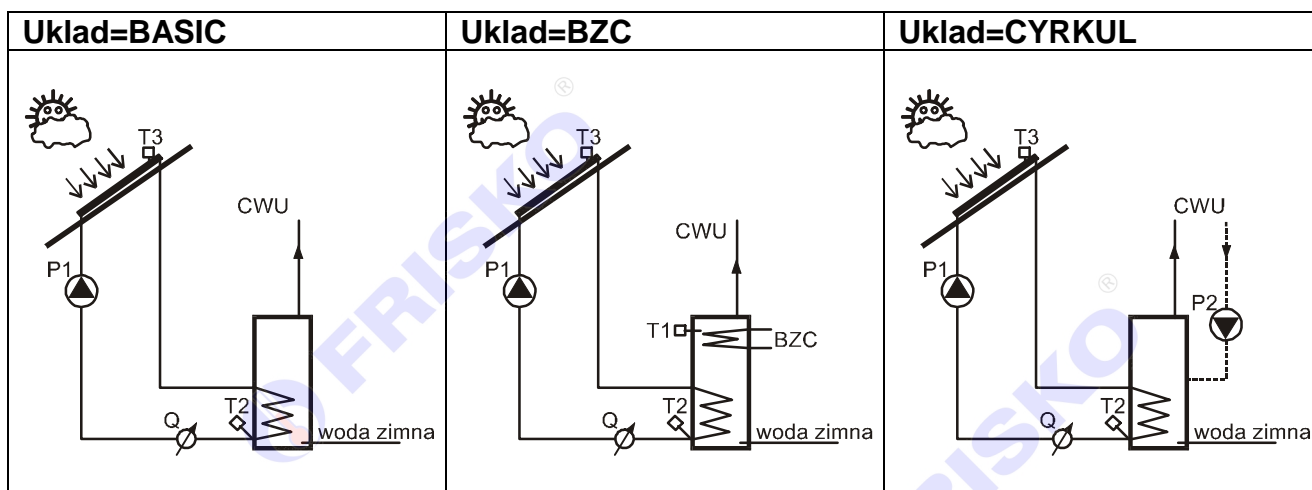 Uklad=BASIC
Uklad=BZC
Uklad=CYRKUL
T3
CWU
P1
Q
T2
woda zimna
T3
CWU
P1
T1
BZC
Q
T2
woda zimna
T3
CWU
P1
P2
Q
T2
woda zimna
FRISKO ®
FRISKO ®